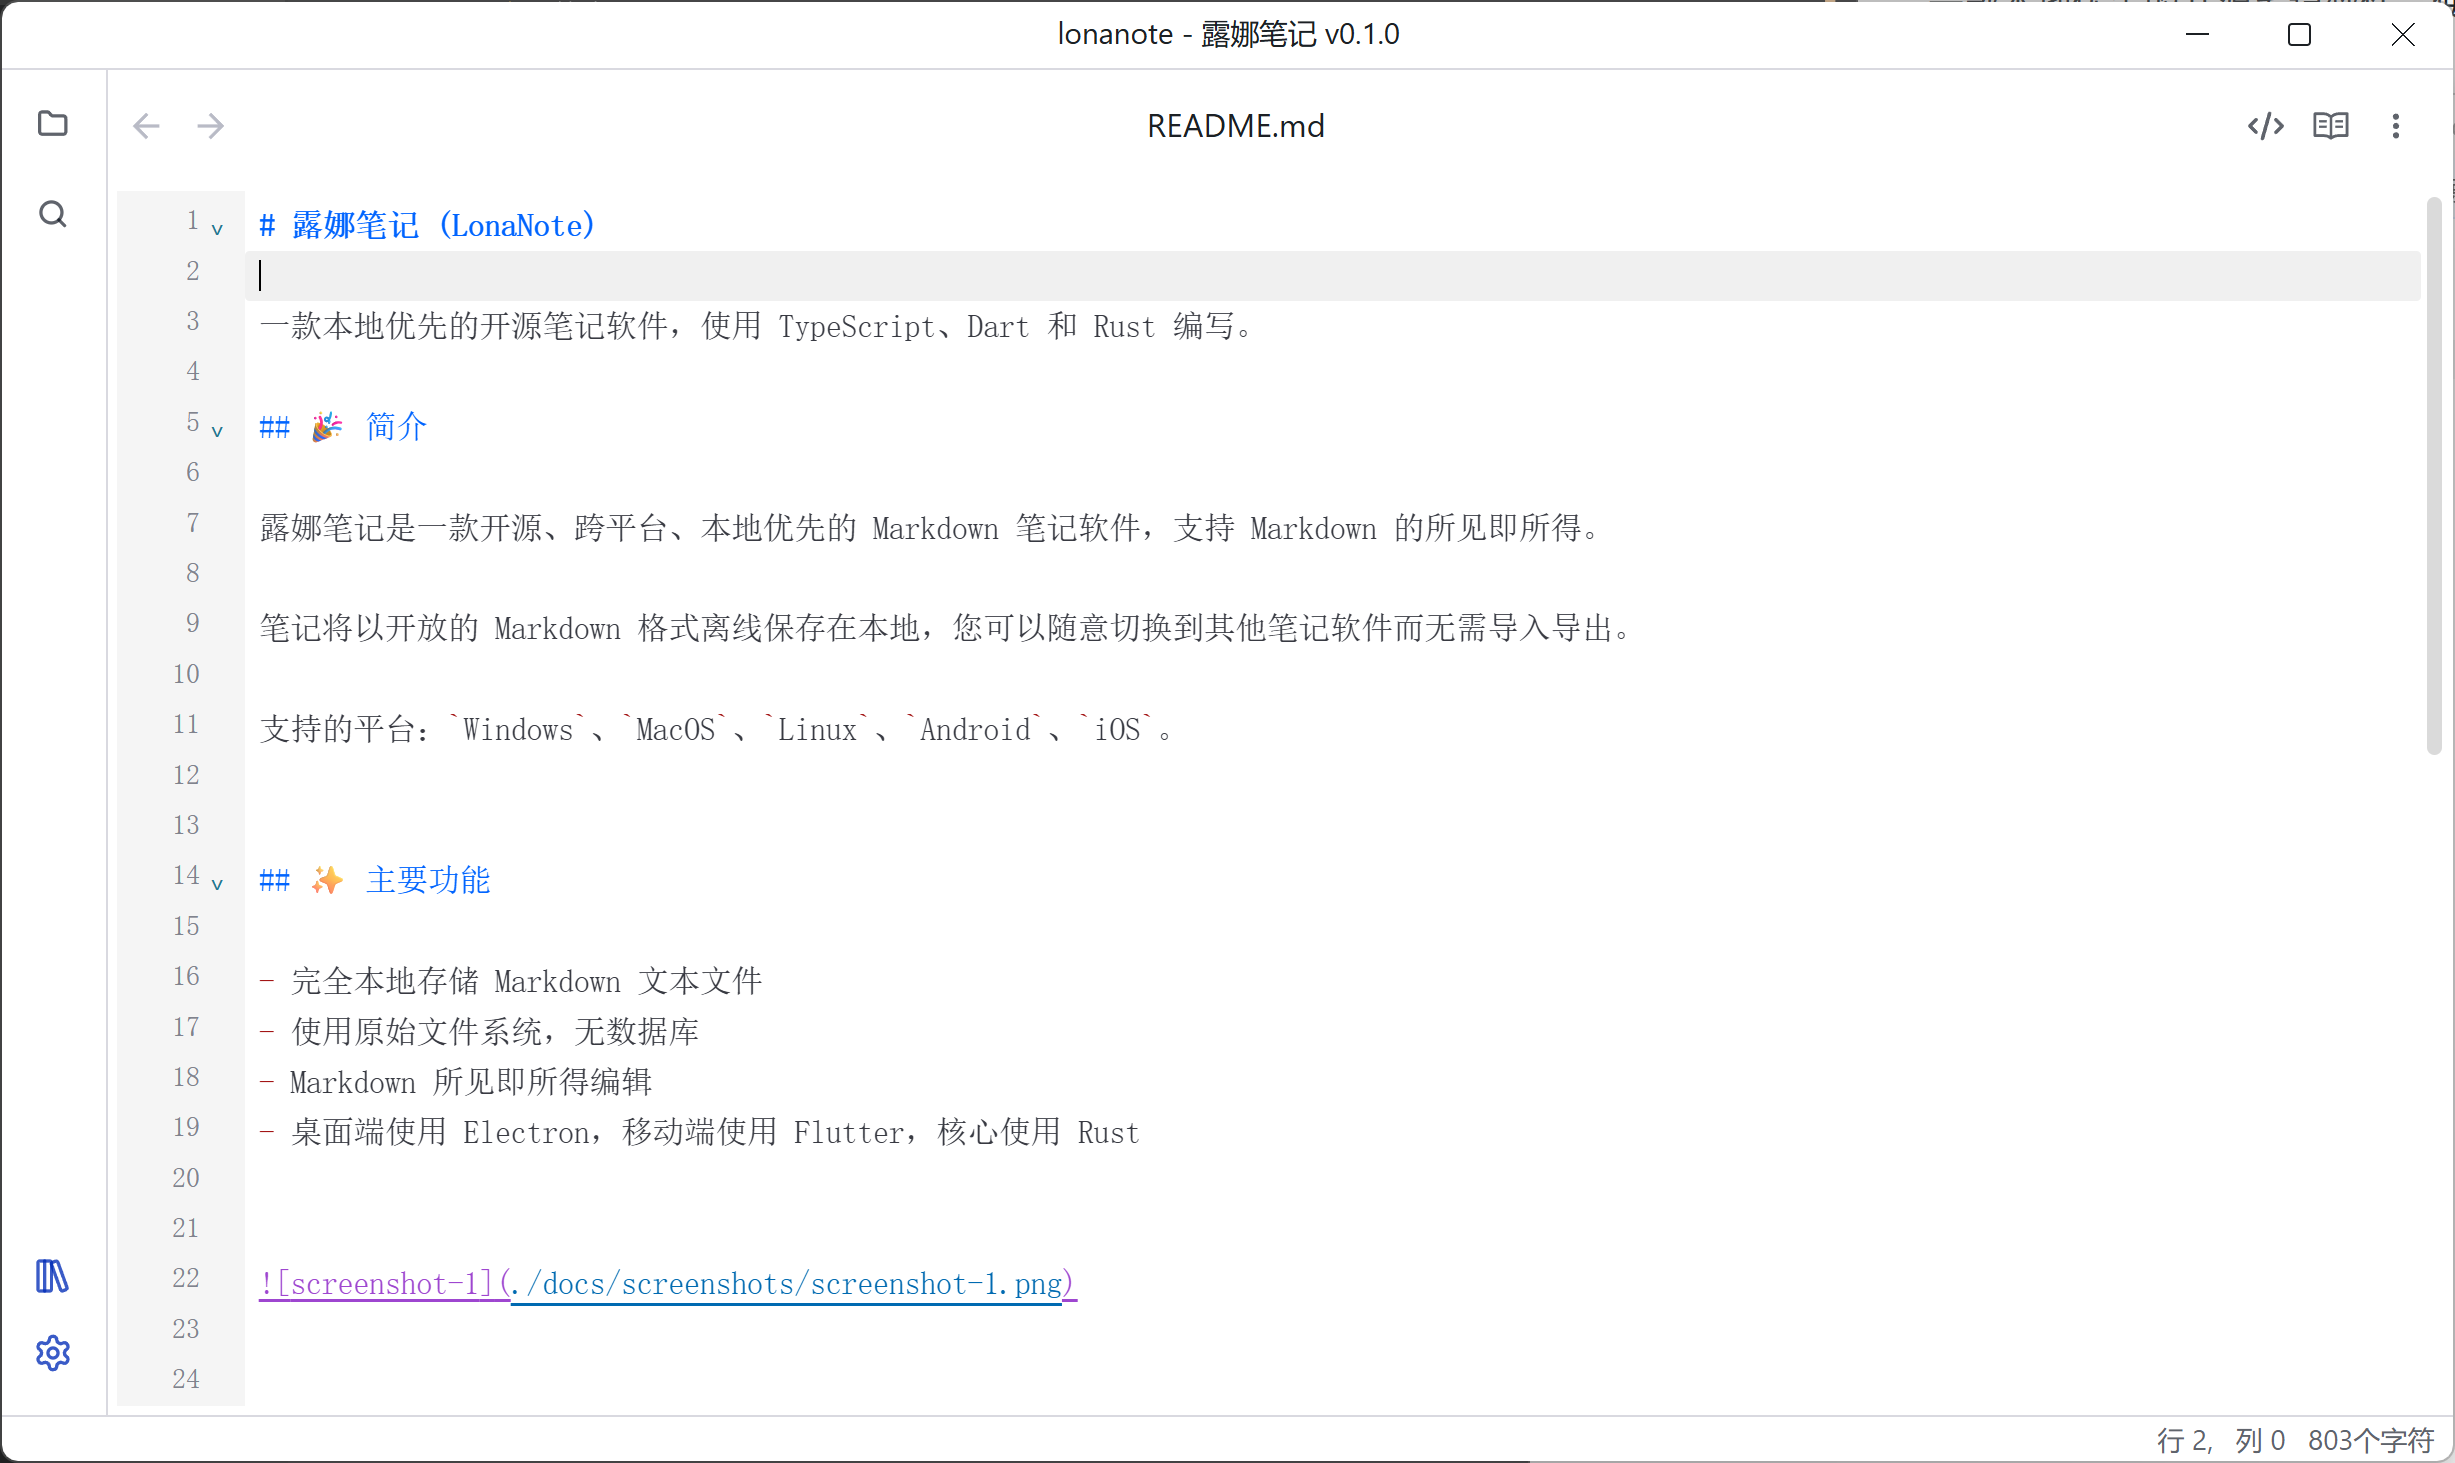 lonanote - 露娜笔记 v0.1.0
README.md
1 # 露娜笔记 (LonaNote)
2
3 一款本地优先的开源笔记软件，使用 TypeScript、Dart 和 Rust 编写。
4
5 ## 🎉 简介
6
7 露娜笔记是一款开源、跨平台、本地优先的 Markdown 笔记软件，支持 Markdown 的所见即所得。
8
9 笔记将以开放的 Markdown 格式离线保存在本地，您可以随意切换到其他笔记软件而无需导入导出。
10
11 支持的平台：`Windows`、`MacOS`、`Linux`、`Android`、`iOS`。
12
13
14 ## ✨ 主要功能
15
16 - 完全本地存储 Markdown 文本文件
17 - 使用原始文件系统，无数据库
18 - Markdown 所见即所得编辑
19 - 桌面端使用 Electron，移动端使用 Flutter，核心使用 Rust
20
21
22 ![screenshot-1](./docs/screenshots/screenshot-1.png)
23
24
行 2, 列 0 803个字符